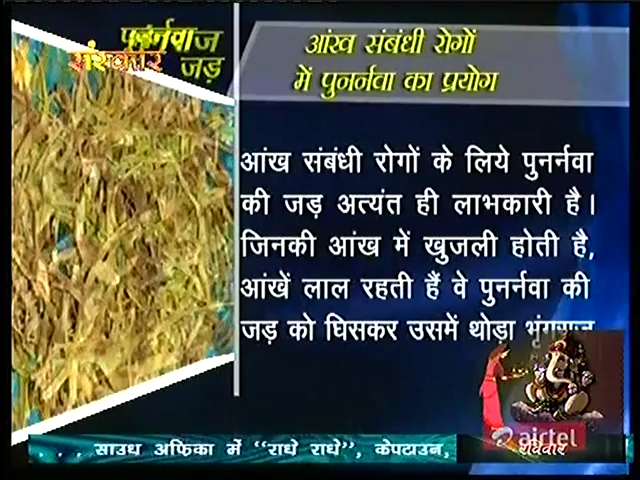 पुनर्नवा
जड़
संस्कार
आंख संबंधी रोगों
में पुनर्नवा का प्रयोग
आंख संबंधी रोगों के लिये पुनर्नवा
की जड़ अत्यंत ही लाभकारी है।
जिनकी आंख में खुजली होती है,
आंखें लाल रहती हैं वे पुनर्नवा की
जड़ को घिसकर उसमें थोड़ा भृंगराज
airtel
रविवार
. . . साउथ अफ्रिका में “राधे राधे”, केपटाउन,